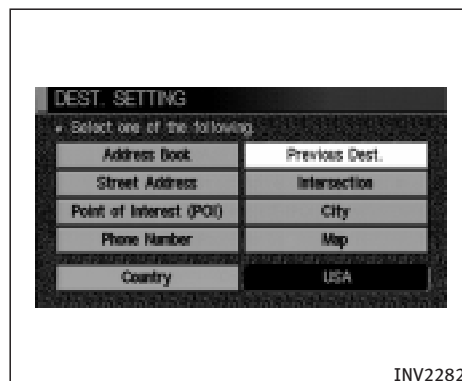 DEST. SETTING
Select one of the following.
Address Book Previous Dest.
Street Address Intersection
Point of Interest (POI) City
Phone Number Map
Country USA
INV2282